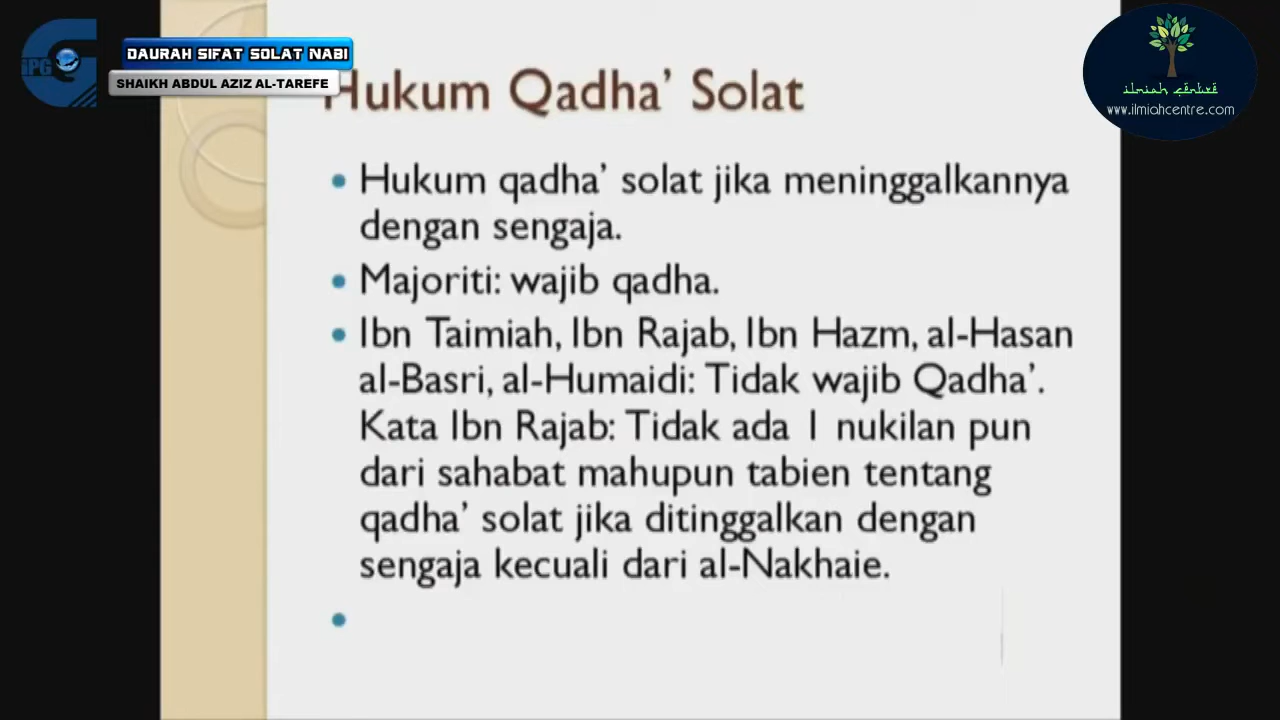 IPG
DAURAH SIFAT SOLAT NABI
SHAIKH ABDUL AZIZ AL-TAREFE
ilmiah centre
www.ilmiahcentre.com
Hukum Qadha’ Solat
• Hukum qadha’ solat jika meninggalkannya
dengan sengaja.
• Majoriti: wajib qadha.
• Ibn Taimiah, Ibn Rajab, Ibn Hazm, al-Hasan
al-Basri, al-Humaidi: Tidak wajib Qadha’.
Kata Ibn Rajab: Tidak ada 1 nukilan pun
dari sahabat mahupun tabien tentang
qadha’ solat jika ditinggalkan dengan
sengaja kecuali dari al-Nakhaie.
•